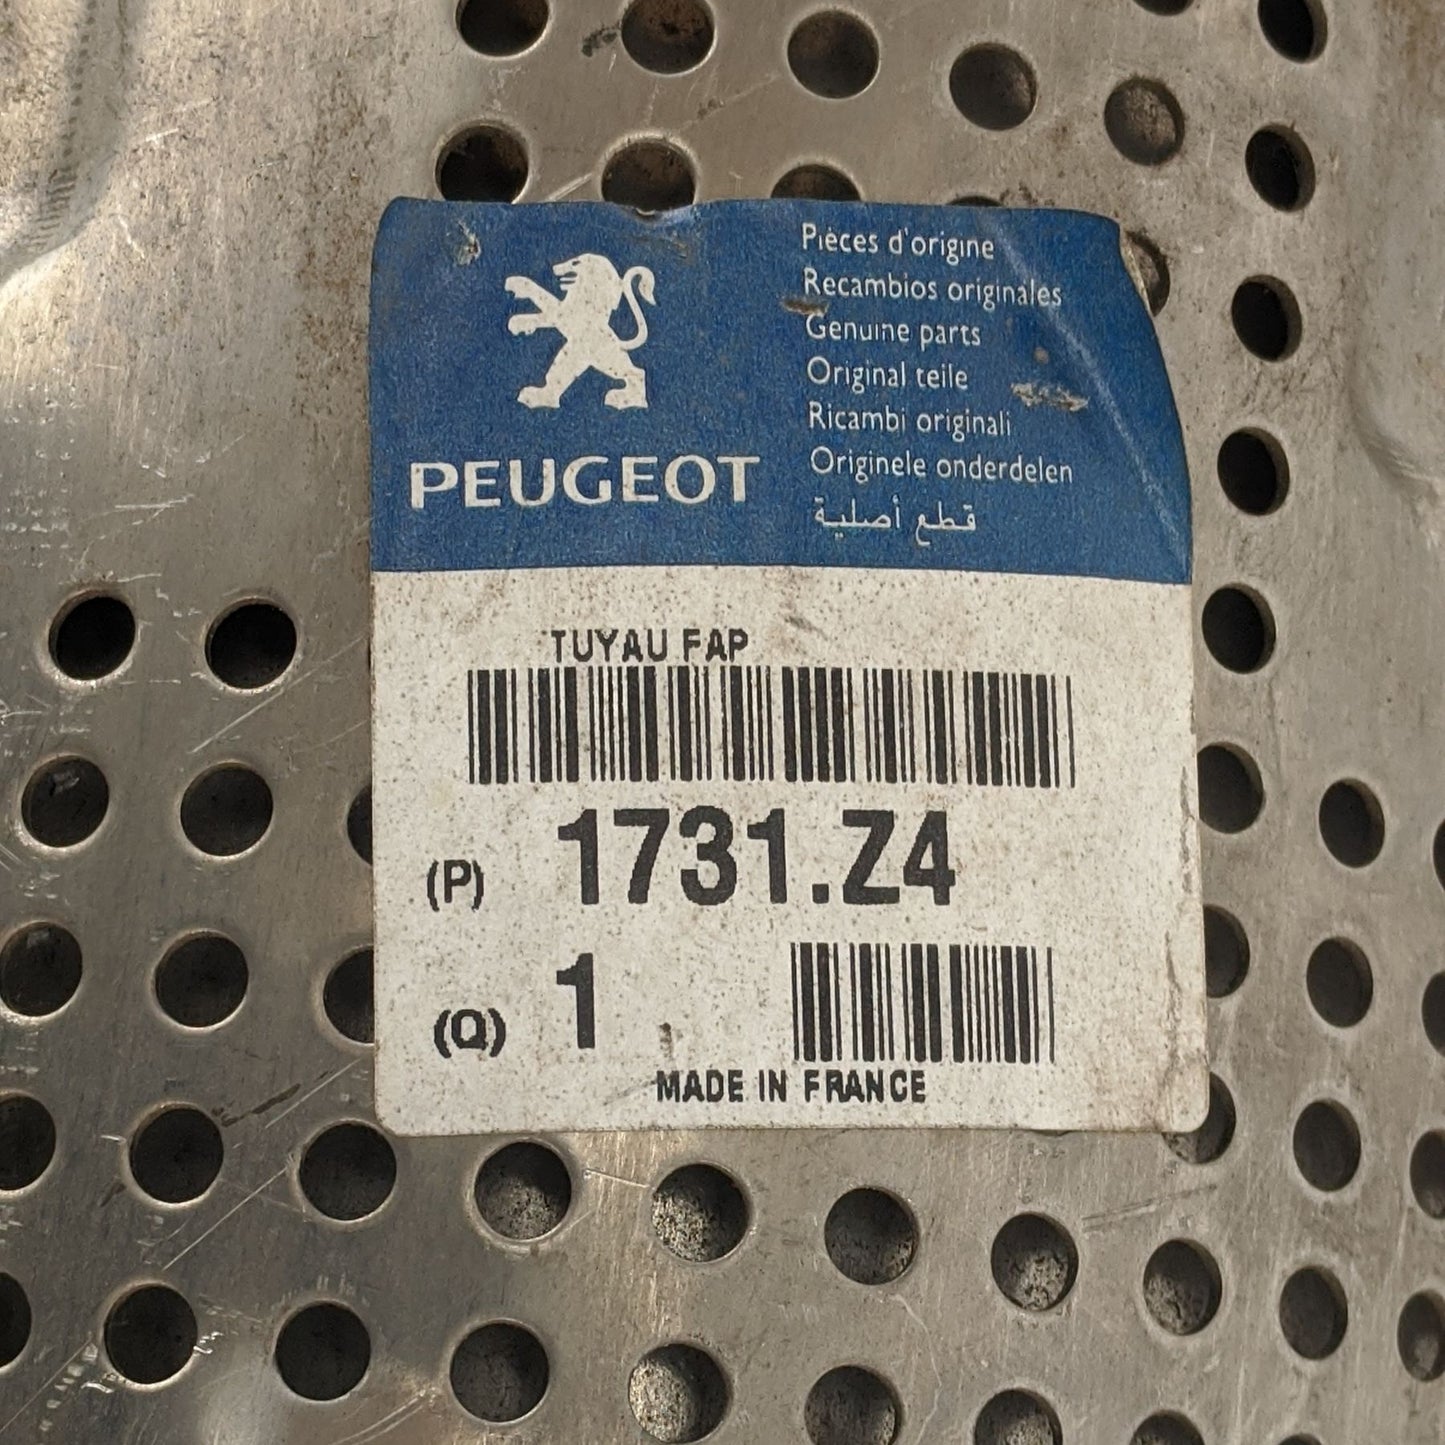 PEUGEOT
Pièces d'origine
Recambios originales
Genuine parts
Original teile
Ricambi originali
Originele onderdelen
قطع أصلية
TUYAU FAP
(P) 1731.Z4
(Q) 1
MADE IN FRANCE